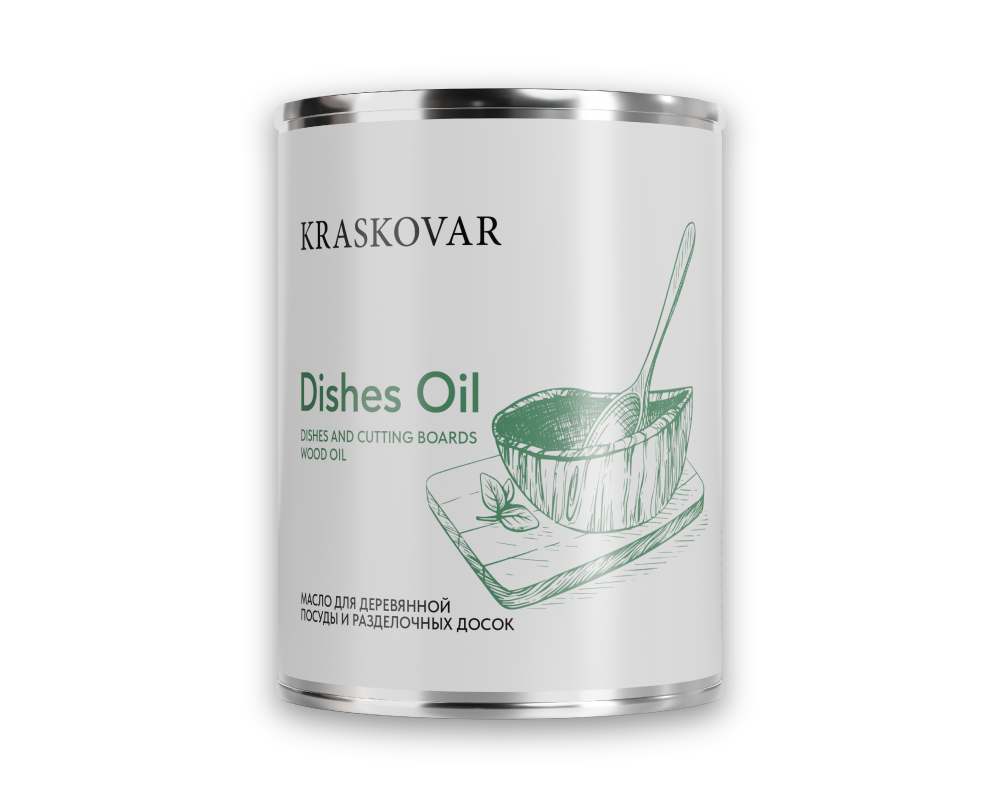 KRASKOVAR
Dishes Oil
DISHES AND CUTTING BOARDS
WOOD OIL
МАСЛО ДЛЯ ДЕРЕВЯННОЙ
ПОСУДЫ И РАЗДЕЛОЧНЫХ ДОСОК